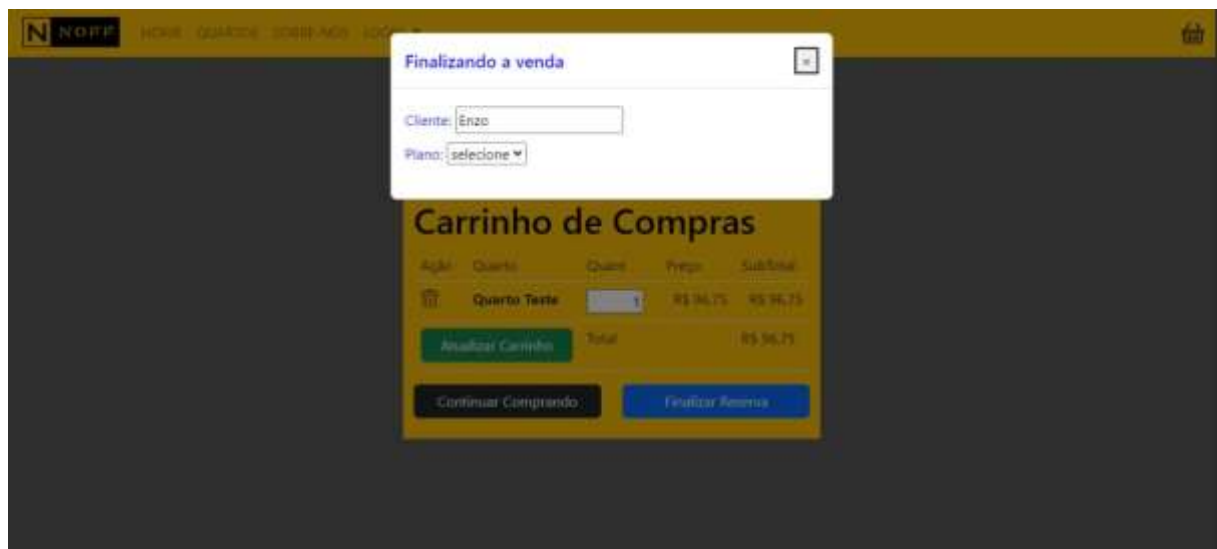 N NOPP HOME QUARTOS SOBRE NÓS
Finalizando a venda ×
Cliente: Enzo
Plano: selecione
Carrinho de Compras
Ação Quarto Quant Preço SubTotal
Quarto Teste 1 R$ 96,75 R$ 96,75
Atualizar Carrinho Total R$ 96,75
Continuar Comprando Finalizar Reserva